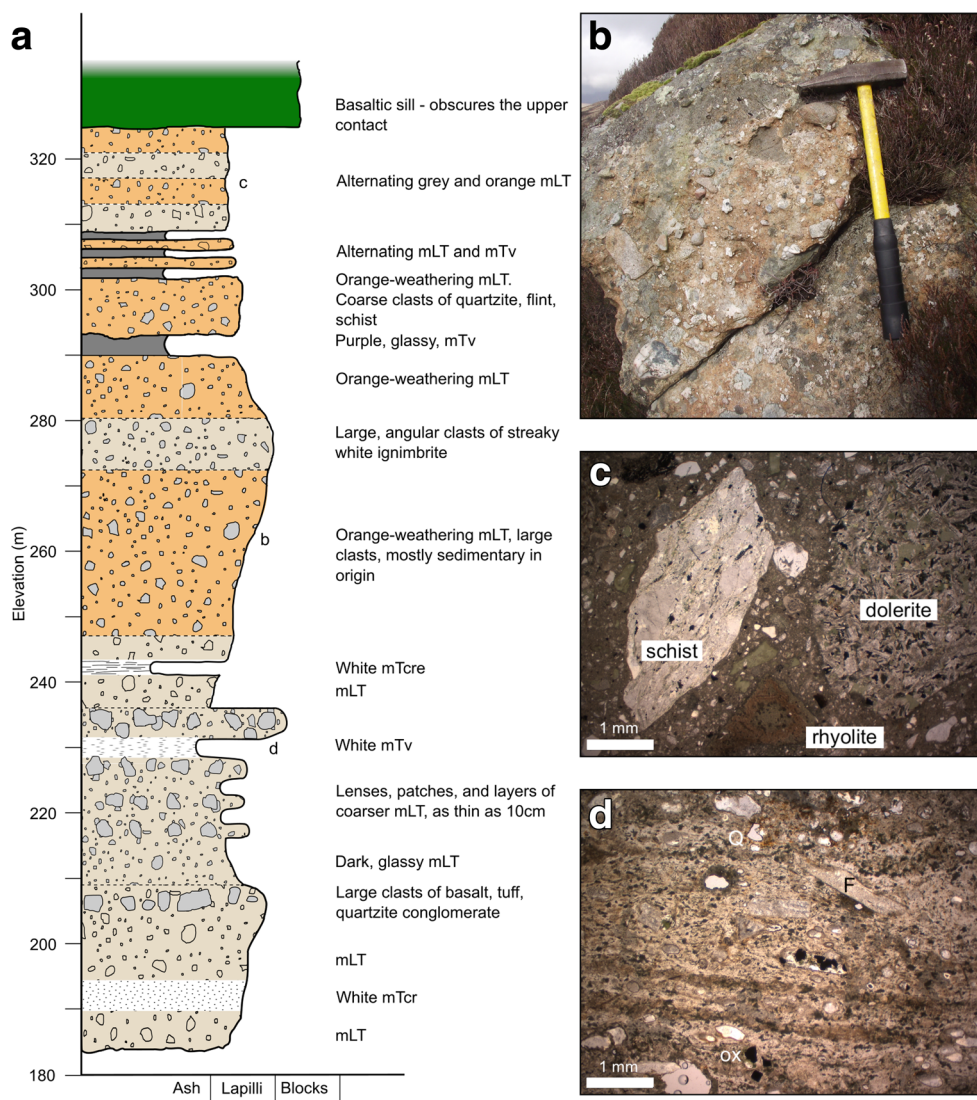 a
Basaltic sill - obscures the upper
contact
320
c
Alternating grey and orange mLT
Alternating mLT and mTv
300
Orange-weathering mLT.
Coarse clasts of quartzite, flint,
schist
Purple, glassy, mTv
Orange-weathering mLT
280
Large, angular clasts of streaky
white ignimbrite
Elevation (m)
260
b
Orange-weathering mLT, large
clasts, mostly sedimentary in
origin
White mTcre
240
mLT
d
White mTv
220
Lenses, patches, and layers of
coarser mLT, as thin as 10cm
Dark, glassy mLT
Large clasts of basalt, tuff,
quartzite conglomerate
200
mLT
White mTcr
mLT
180
Ash
Lapilli
Blocks
b
c
schist
dolerite
rhyolite
1 mm
d
Q
F
ox
1 mm